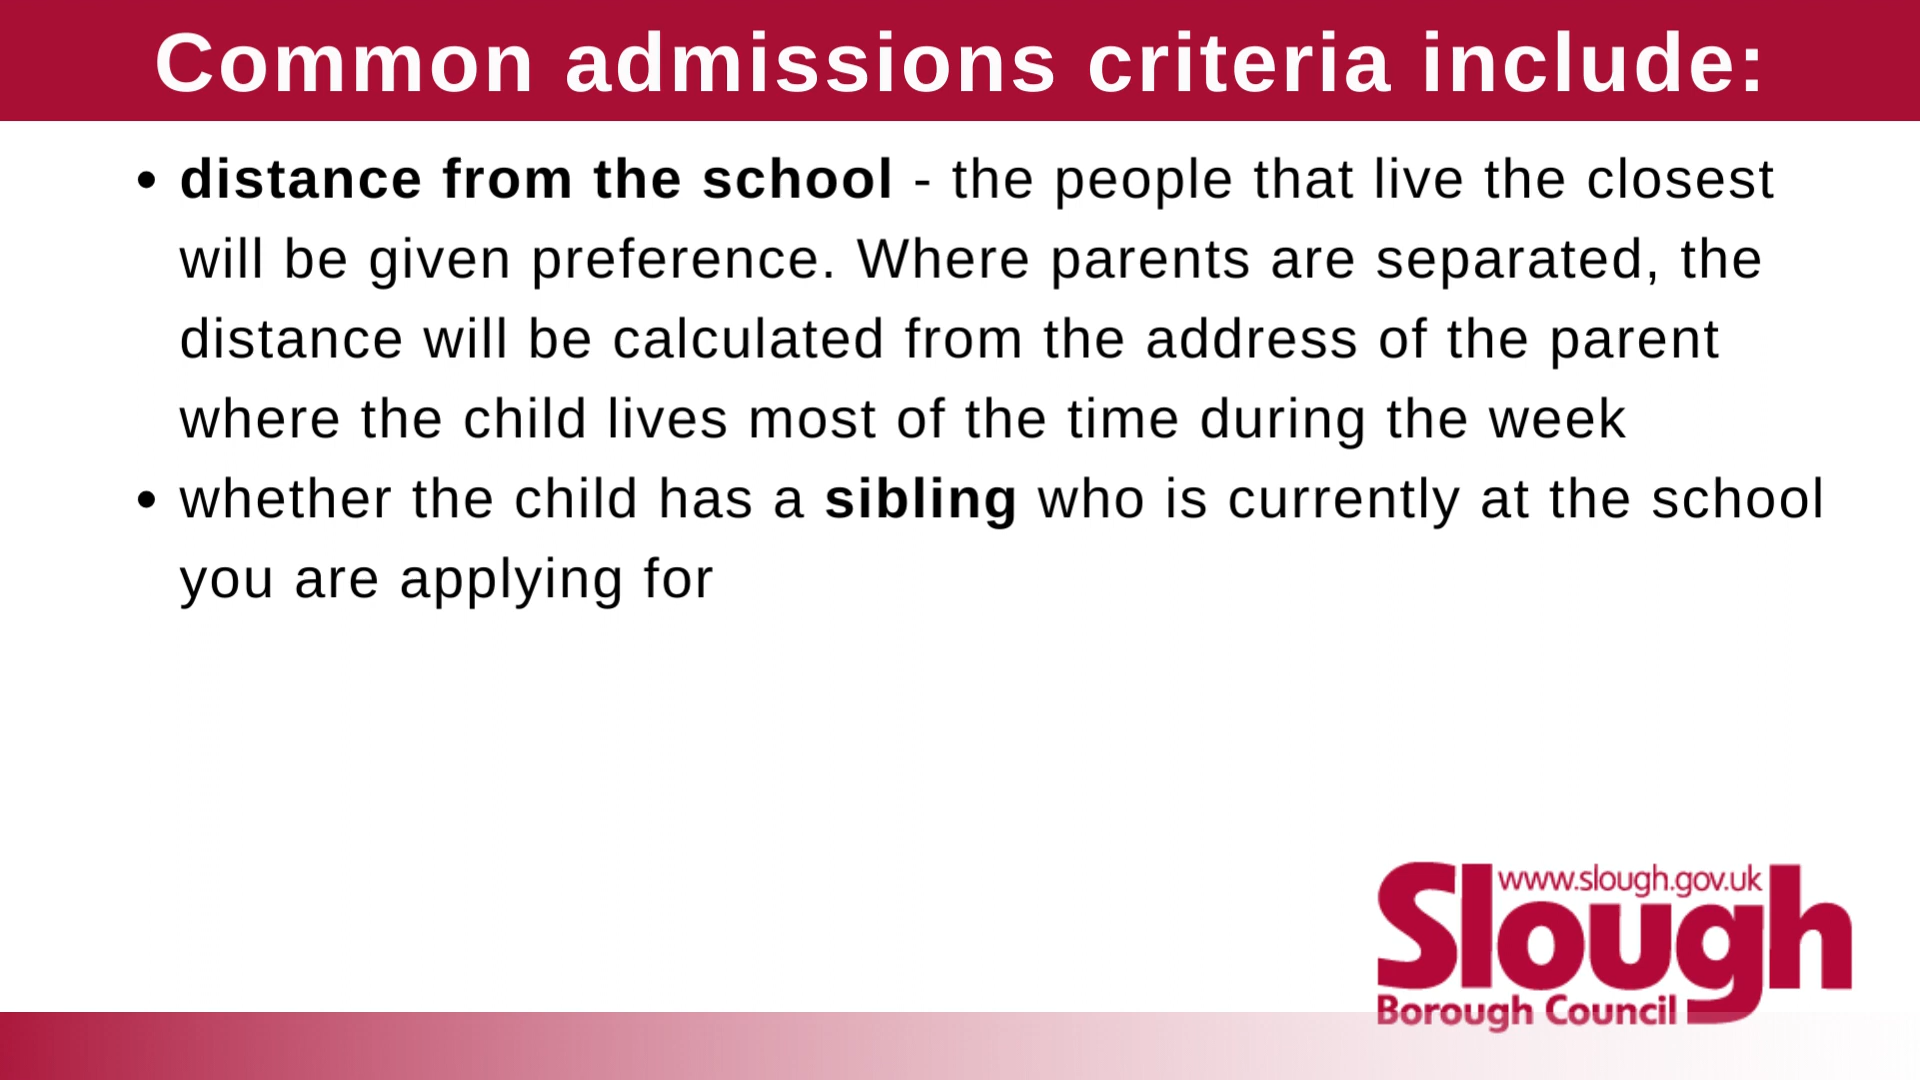 Common admissions criteria include:
• distance from the school - the people that live the closest
will be given preference. Where parents are separated, the
distance will be calculated from the address of the parent
where the child lives most of the time during the week
• whether the child has a sibling who is currently at the school
you are applying for
www.slough.gov.uk
Slough
Borough Council